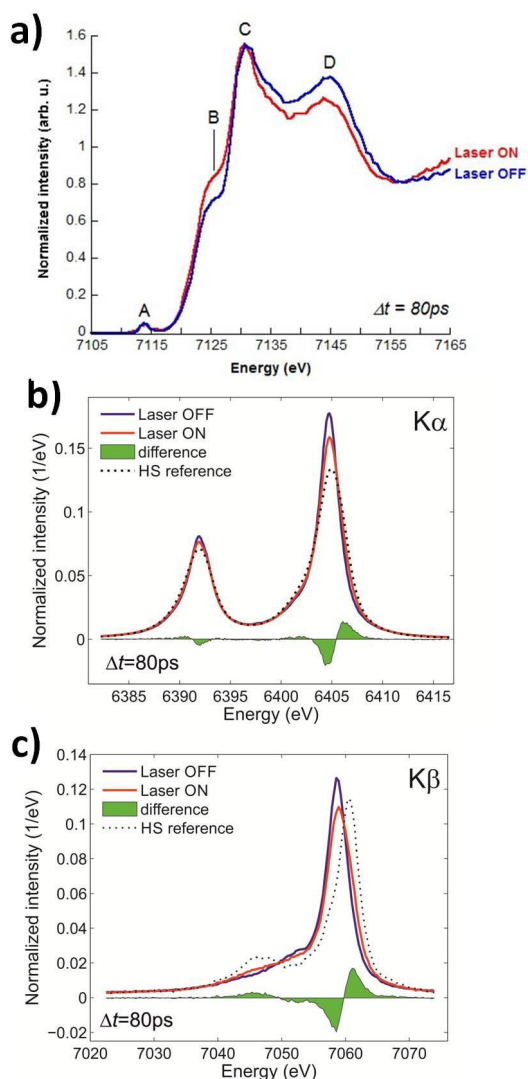 a)
Normalized intensity (arb. u.)
1.6
1.4
1.2
1
0.8
0.6
0.4
0.2
0
A
B
C
D
Laser ON
Laser OFF
Δt = 80ps
7105 7115 7125 7135 7145 7155 7165
Energy (eV)
b)
Kα
Laser OFF
Laser ON
difference
HS reference
Normalized intensity (1/eV)
0.15
0.1
0.05
0
Δt=80ps
6385 6390 6395 6400 6405 6410 6415
Energy (eV)
c)
Kβ
Laser OFF
Laser ON
difference
HS reference
Normalized intensity (1/eV)
0.14
0.12
0.1
0.08
0.06
0.04
0.02
0
−0.02
Δt=80ps
7020 7030 7040 7050 7060 7070
Energy (eV)